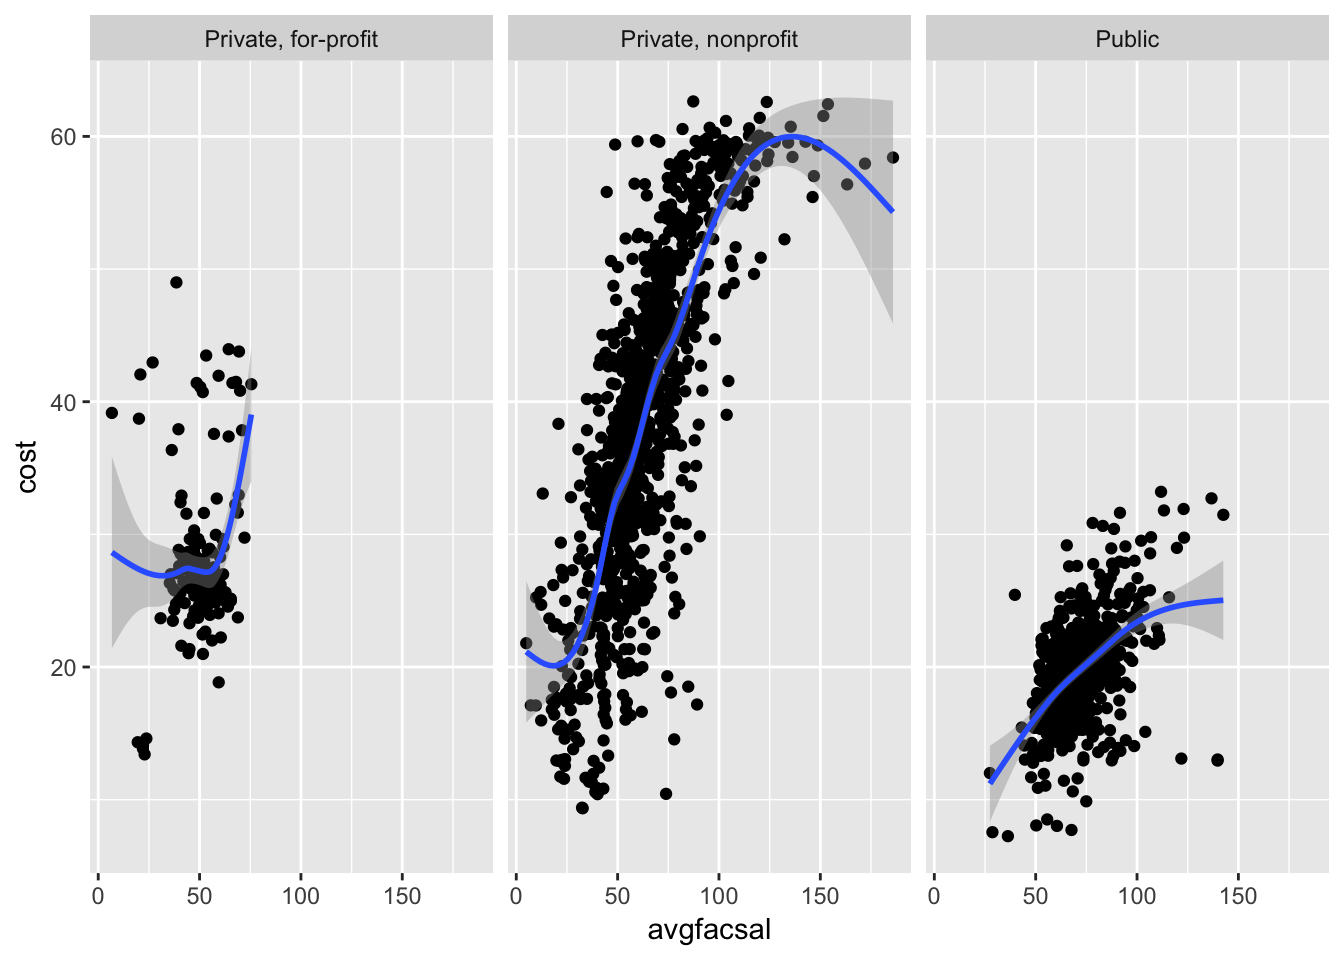 Private, for-profit
Private, nonprofit
Public
60
40
20
cost
0 50 100 150
0 50 100 150
0 50 100 150
avgfacsal